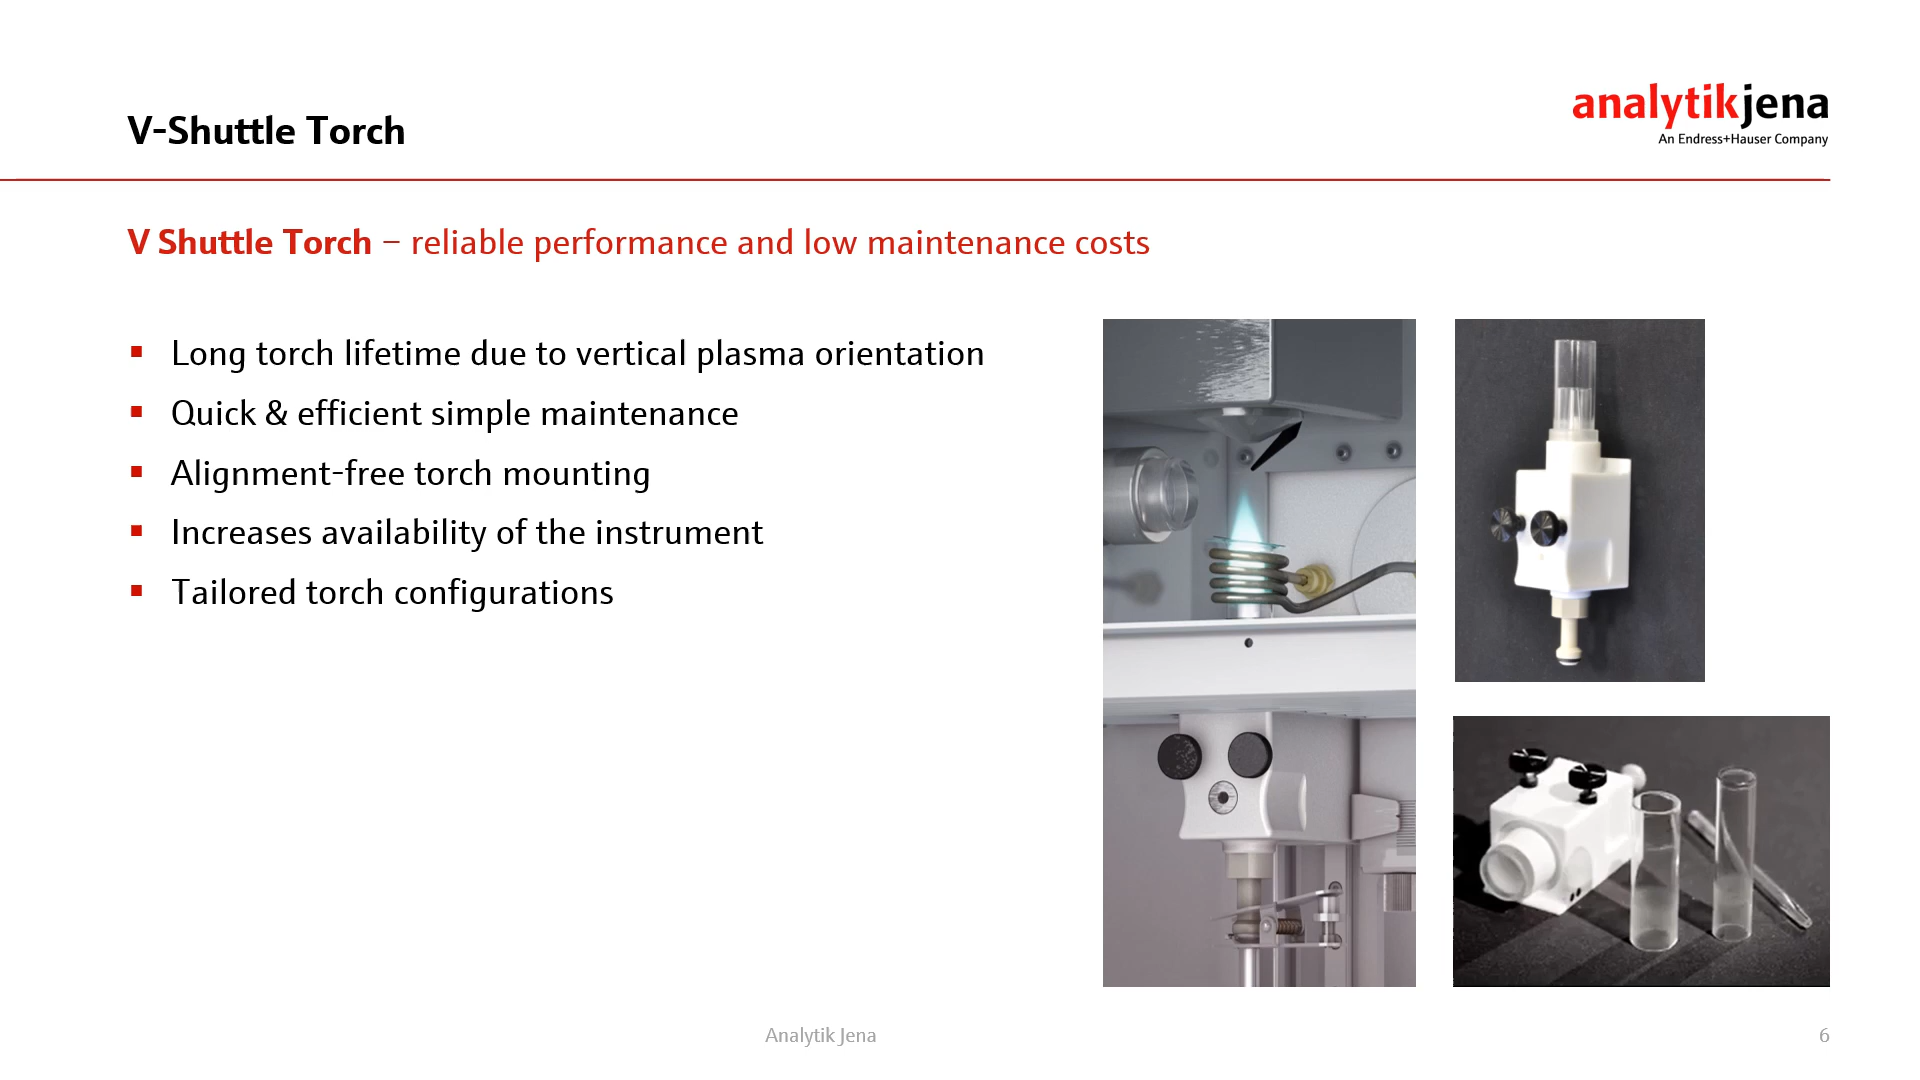 V-Shuttle Torch
analytikjena
An Endress+Hauser Company
V Shuttle Torch – reliable performance and low maintenance costs
▪ Long torch lifetime due to vertical plasma orientation
▪ Quick & efficient simple maintenance
▪ Alignment-free torch mounting
▪ Increases availability of the instrument
▪ Tailored torch configurations
Analytik Jena
6